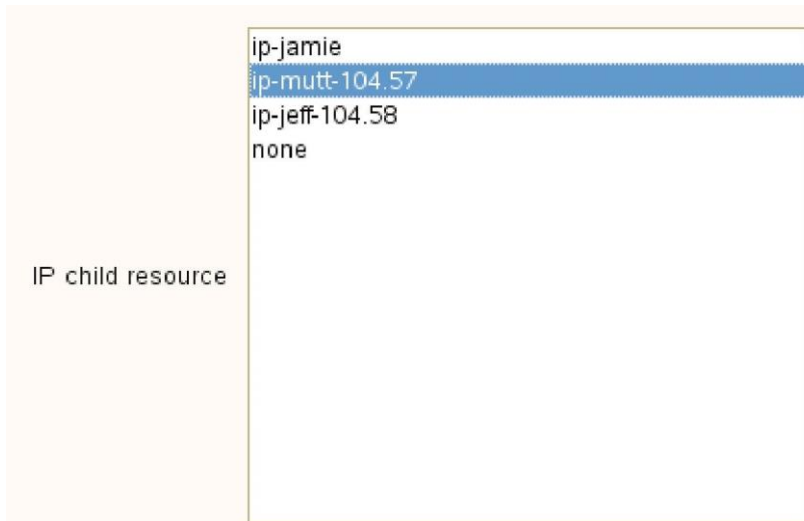 ip-jamie
ip-mutt-104.57
ip-jeff-104.58
none
IP child resource